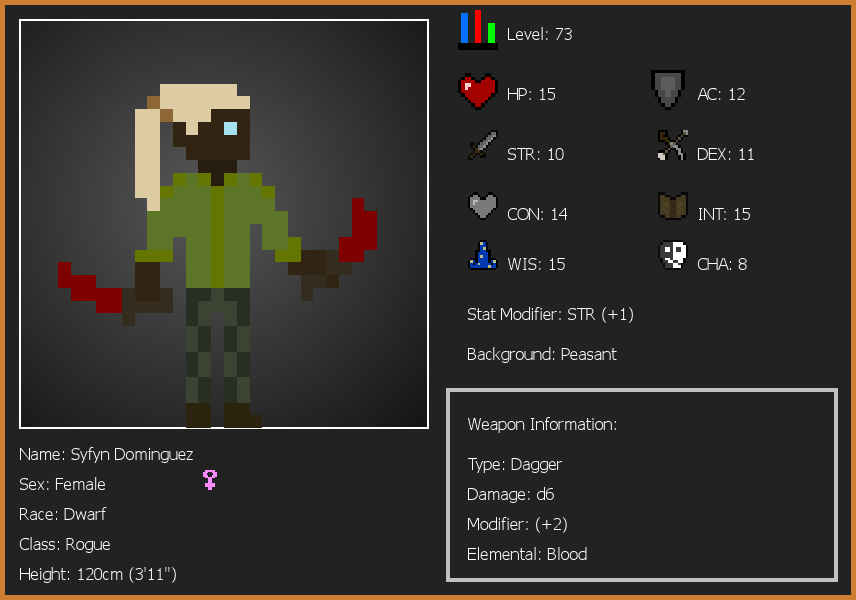 Level: 73
HP: 15
AC: 12
STR: 10
DEX: 11
CON: 14
INT: 15
WIS: 15
CHA: 8
Stat Modifier: STR (+1)
Background: Peasant
Weapon Information:
Type: Dagger
Damage: d6
Modifier: (+2)
Elemental: Blood
Name: Syfyn Dominguez
Sex: Female
Race: Dwarf
Class: Rogue
Height: 120cm (3'11")